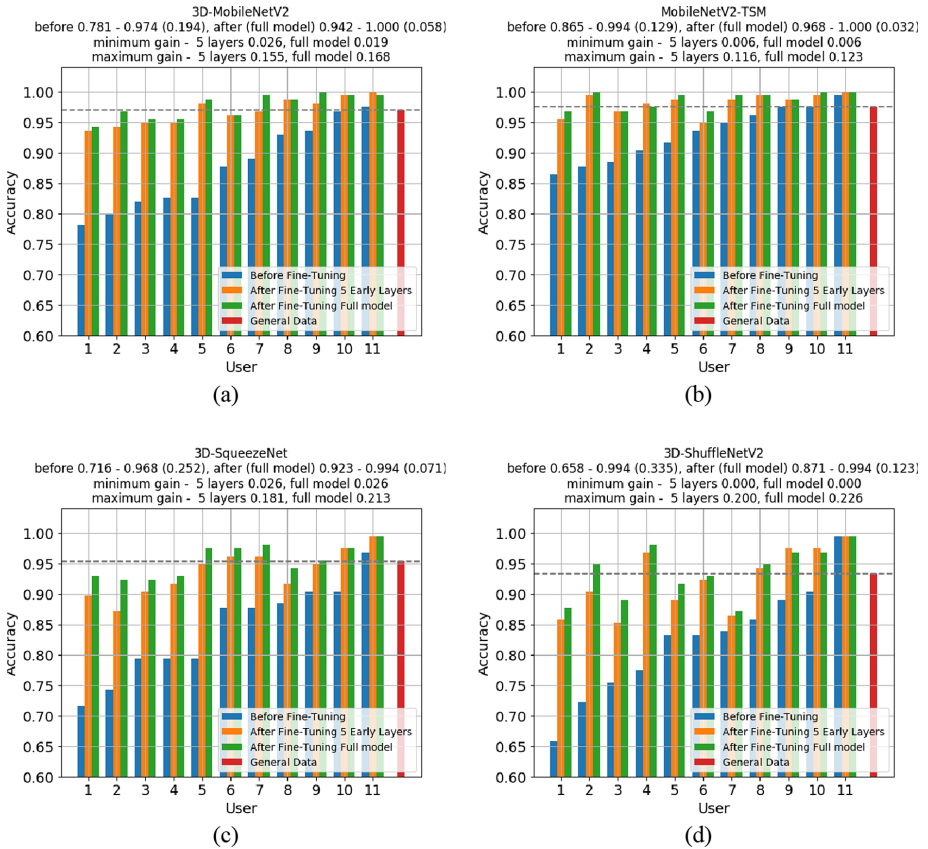 3D-MobileNetV2
before 0.781 - 0.974 (0.194), after (full model) 0.942 - 1.000 (0.058)
minimum gain - 5 layers 0.026, full model 0.019
maximum gain - 5 layers 0.155, full model 0.168
1.00
0.95
0.90
0.85
0.80
0.75
0.70
0.65
0.60
Accuracy
Before Fine-Tuning
After Fine-Tuning 5 Early Layers
After Fine-Tuning Full model
General Data
1 2 3 4 5 6 7 8 9 10 11
User
(a)
MobileNetV2-TSM
before 0.865 - 0.994 (0.129), after (full model) 0.968 - 1.000 (0.032)
minimum gain - 5 layers 0.006, full model 0.006
maximum gain - 5 layers 0.116, full model 0.123
1.00
0.95
0.90
0.85
0.80
0.75
0.70
0.65
0.60
Accuracy
Before Fine-Tuning
After Fine-Tuning 5 Early Layers
After Fine-Tuning Full model
General Data
1 2 3 4 5 6 7 8 9 10 11
User
(b)
3D-SqueezeNet
before 0.716 - 0.968 (0.252), after (full model) 0.923 - 0.994 (0.071)
minimum gain - 5 layers 0.026, full model 0.026
maximum gain - 5 layers 0.181, full model 0.213
1.00
0.95
0.90
0.85
0.80
0.75
0.70
0.65
0.60
Accuracy
Before Fine-Tuning
After Fine-Tuning 5 Early Layers
After Fine-Tuning Full model
General Data
1 2 3 4 5 6 7 8 9 10 11
User
(c)
3D-ShuffleNetV2
before 0.658 - 0.994 (0.335), after (full model) 0.871 - 0.994 (0.123)
minimum gain - 5 layers 0.000, full model 0.000
maximum gain - 5 layers 0.200, full model 0.226
1.00
0.95
0.90
0.85
0.80
0.75
0.70
0.65
0.60
Accuracy
Before Fine-Tuning
After Fine-Tuning 5 Early Layers
After Fine-Tuning Full model
General Data
1 2 3 4 5 6 7 8 9 10 11
User
(d)